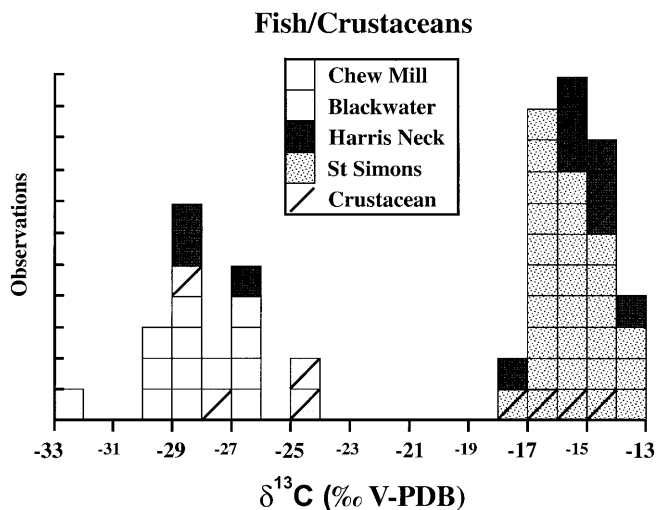 Fish/Crustaceans
Chew Mill
Blackwater
Harris Neck
St Simons
Crustacean
Observations
-33 -31 -29 -27 -25 -23 -21 -19 -17 -15 -13
δ¹³C (‰ V-PDB)